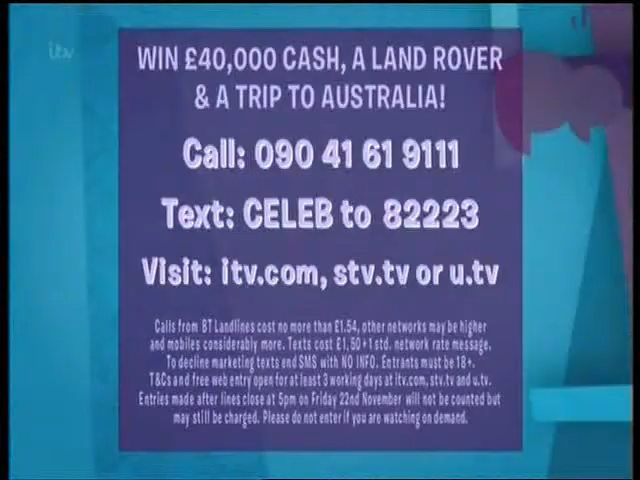 itv
WIN £40,000 CASH, A LAND ROVER
& A TRIP TO AUSTRALIA!
Call: 090 41 61 9111
Text: CELEB to 82223
Visit: itv.com, stv.tv or u.tv
Calls from BT Landlines cost no more than £1.54, other networks may be higher
and mobiles considerably more. Texts cost £1.50+1 std. network rate message.
To decline marketing texts end SMS with NO INFO. Entrants must be 18+.
T&Cs and free web entry open for at least 3 working days at itv.com, stv.tv and u.tv.
Entries made after lines close at 5pm on Friday 22nd November will not be counted but
may still be charged. Please do not enter if you are watching on demand.